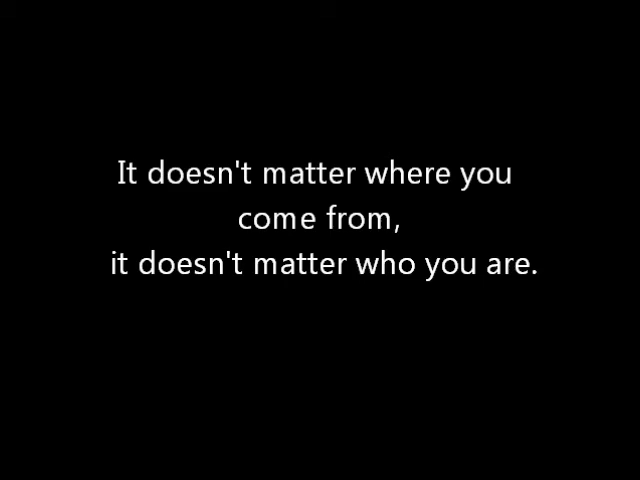 It doesn't matter where you
come from,
it doesn't matter who you are.